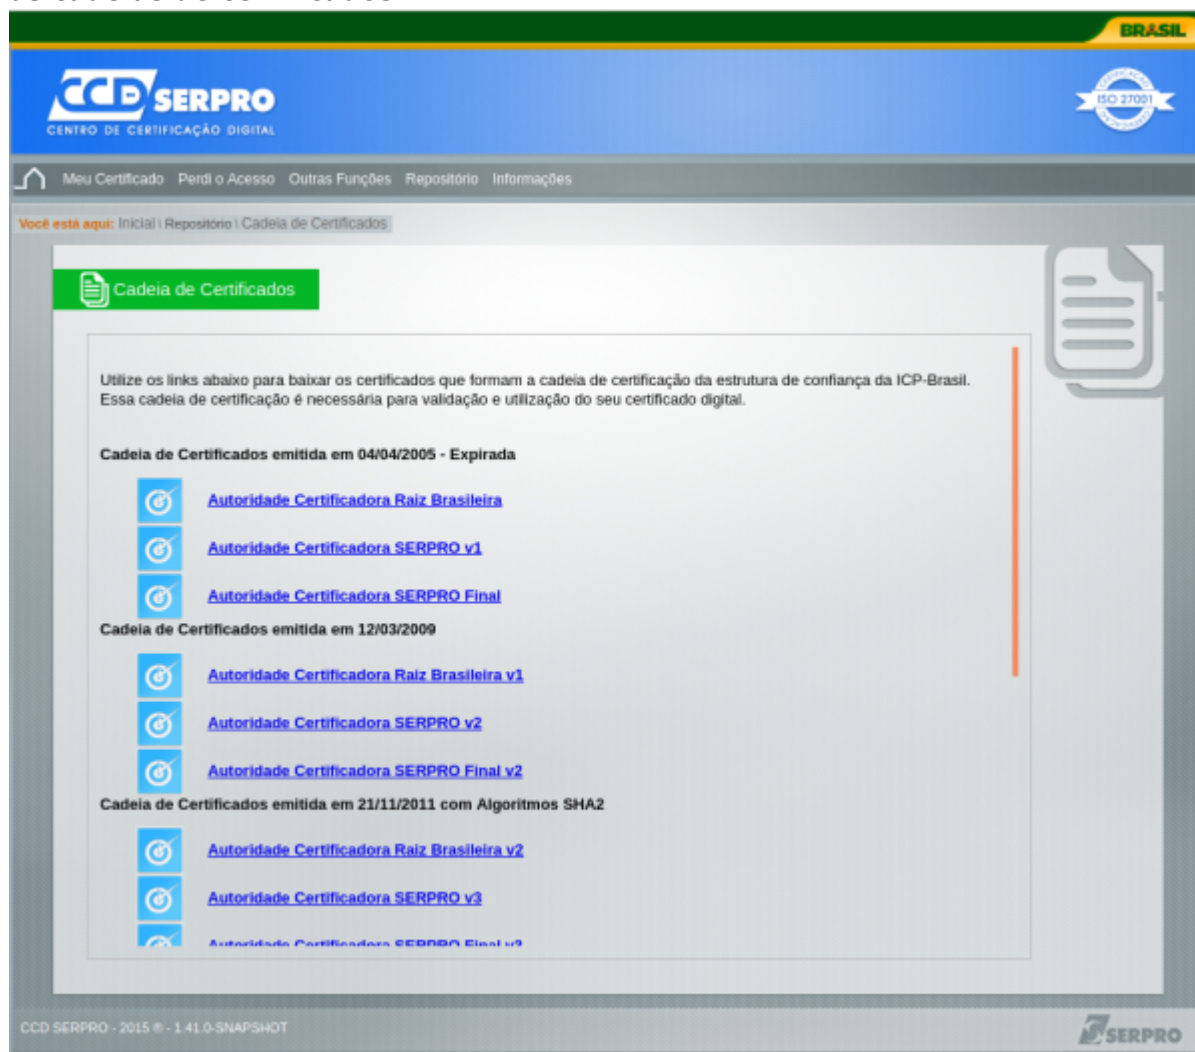 BRASIL
CCD SERPRO
CENTRO DE CERTIFICAÇÃO DIGITAL
CERTIFICAÇÃO
ISO 27001
CERTIFICAÇÃO
Meu Certificado Perdi o Acesso Outras Funções Repositório Informações
Você está aqui: Inicial \ Repositório \ Cadeia de Certificados
Cadeia de Certificados
Utilize os links abaixo para baixar os certificados que formam a cadeia de certificação da estrutura de confiança da ICP-Brasil.
Essa cadeia de certificação é necessária para validação e utilização do seu certificado digital.
Cadeia de Certificados emitida em 04/04/2005 - Expirada
Autoridade Certificadora Raiz Brasileira
Autoridade Certificadora SERPRO v1
Autoridade Certificadora SERPRO Final
Cadeia de Certificados emitida em 12/03/2009
Autoridade Certificadora Raiz Brasileira v1
Autoridade Certificadora SERPRO v2
Autoridade Certificadora SERPRO Final v2
Cadeia de Certificados emitida em 21/11/2011 com Algoritmos SHA2
Autoridade Certificadora Raiz Brasileira v2
Autoridade Certificadora SERPRO v3
Autoridade Certificadora SERPRO Final
CCD SERPRO - 2015 ® - 1.41.0-SNAPSHOT
SERPRO